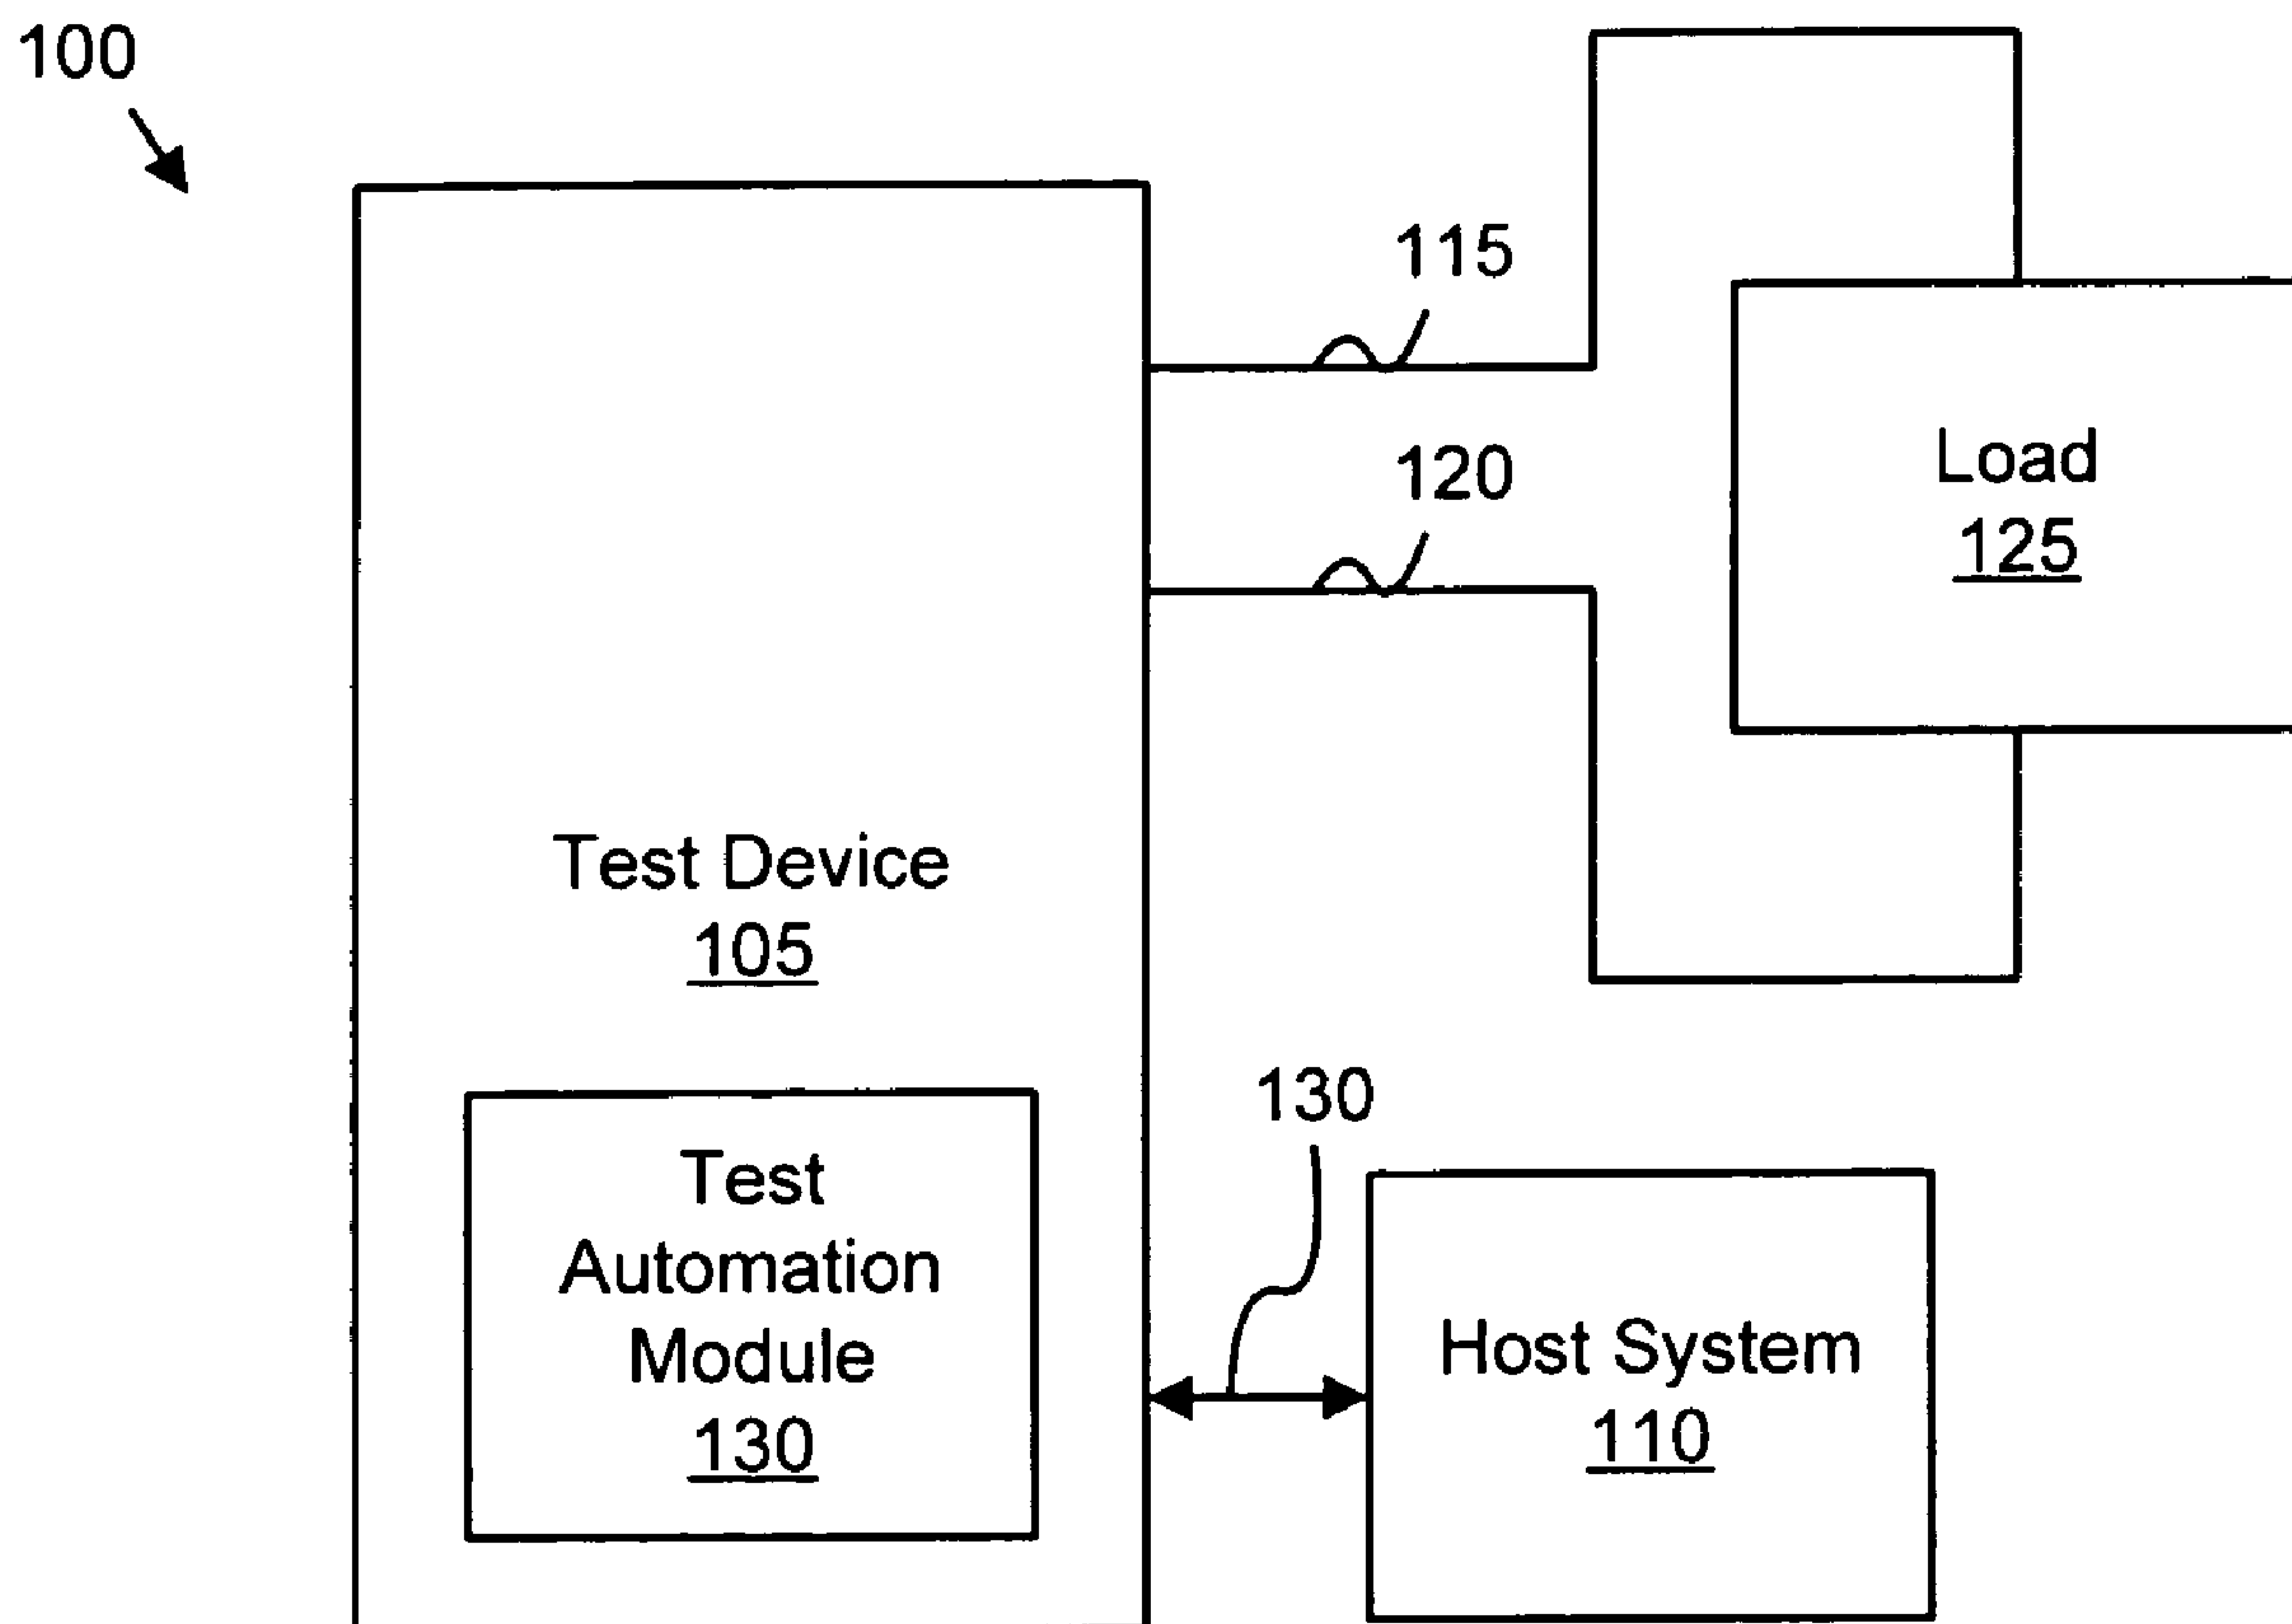 100
115
120
Load
125
Test Device
105
130
Test
Automation
Module
130
Host System
110